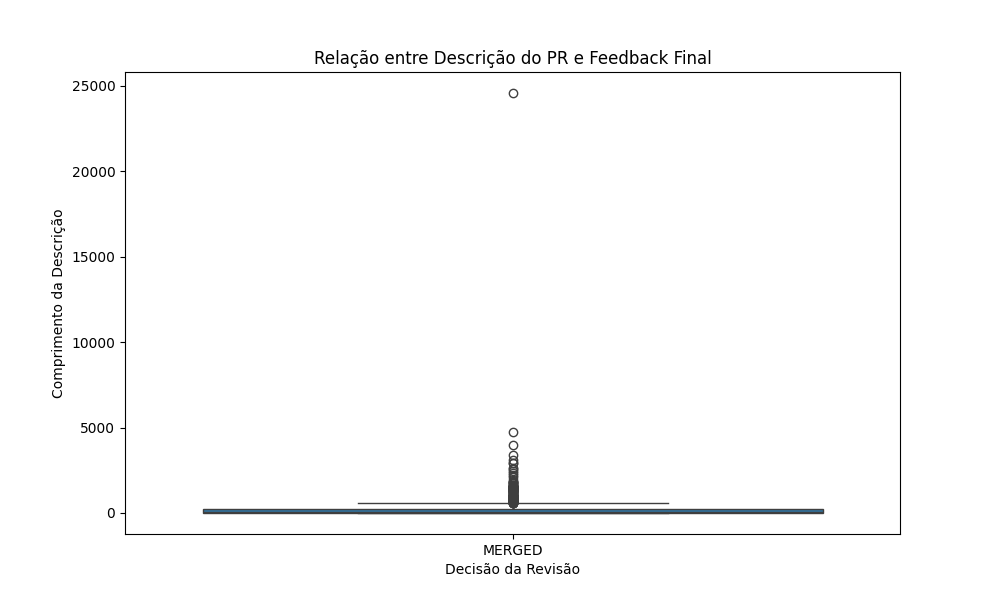 Relação entre Descrição do PR e Feedback Final
25000
20000
15000
10000
5000
0
Comprimento da Descrição
MERGED
Decisão da Revisão